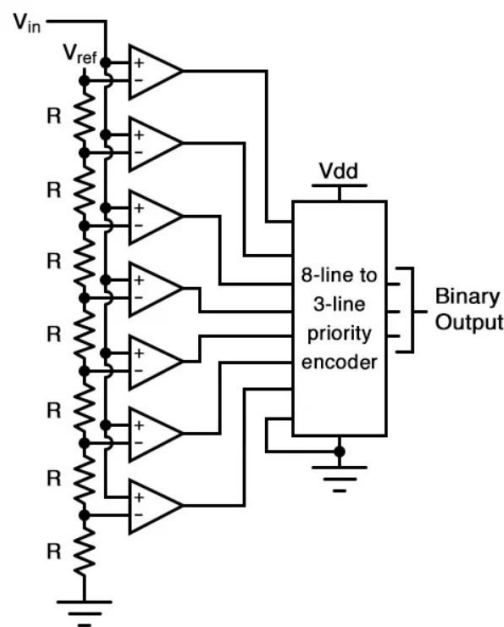 Vin
Vref
+
−
R
+
−
R
+
−
R
+
−
R
+
−
R
+
−
R
+
−
R
Vdd
8-line to
3-line
priority
encoder
Binary
Output